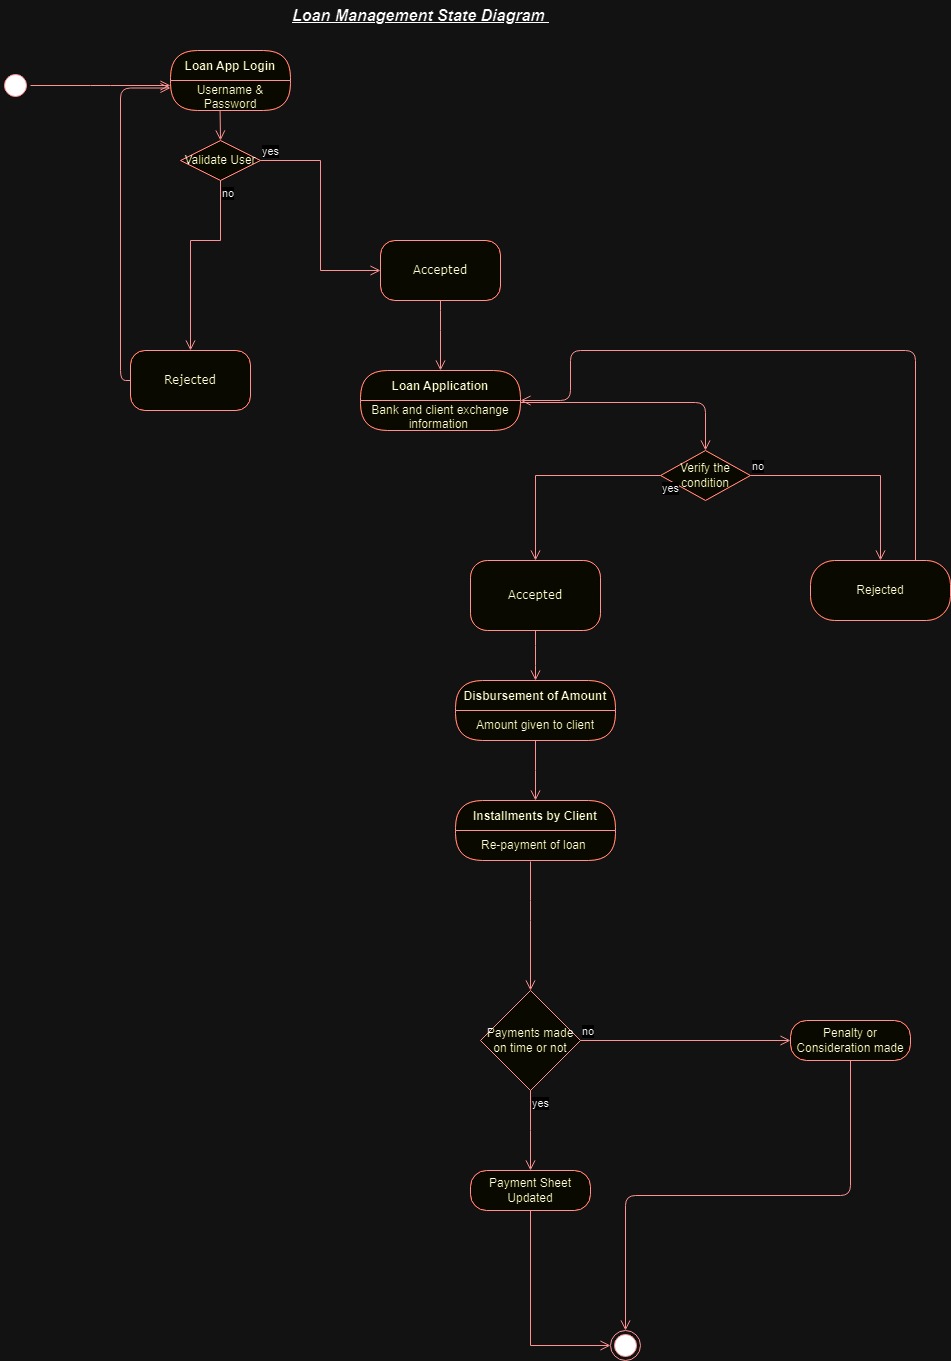 Loan Management State Diagram
Loan App Login
Username &
Password
Validate User
yes
no
Accepted
Rejected
Loan Application
Bank and client exchange
information
Verify the
condition
no
yes
Accepted
Rejected
Disbursement of Amount
Amount given to client
Installments by Client
Re-payment of loan
Payments made
on time or not
no
Penalty or
Consideration made
yes
Payment Sheet
Updated